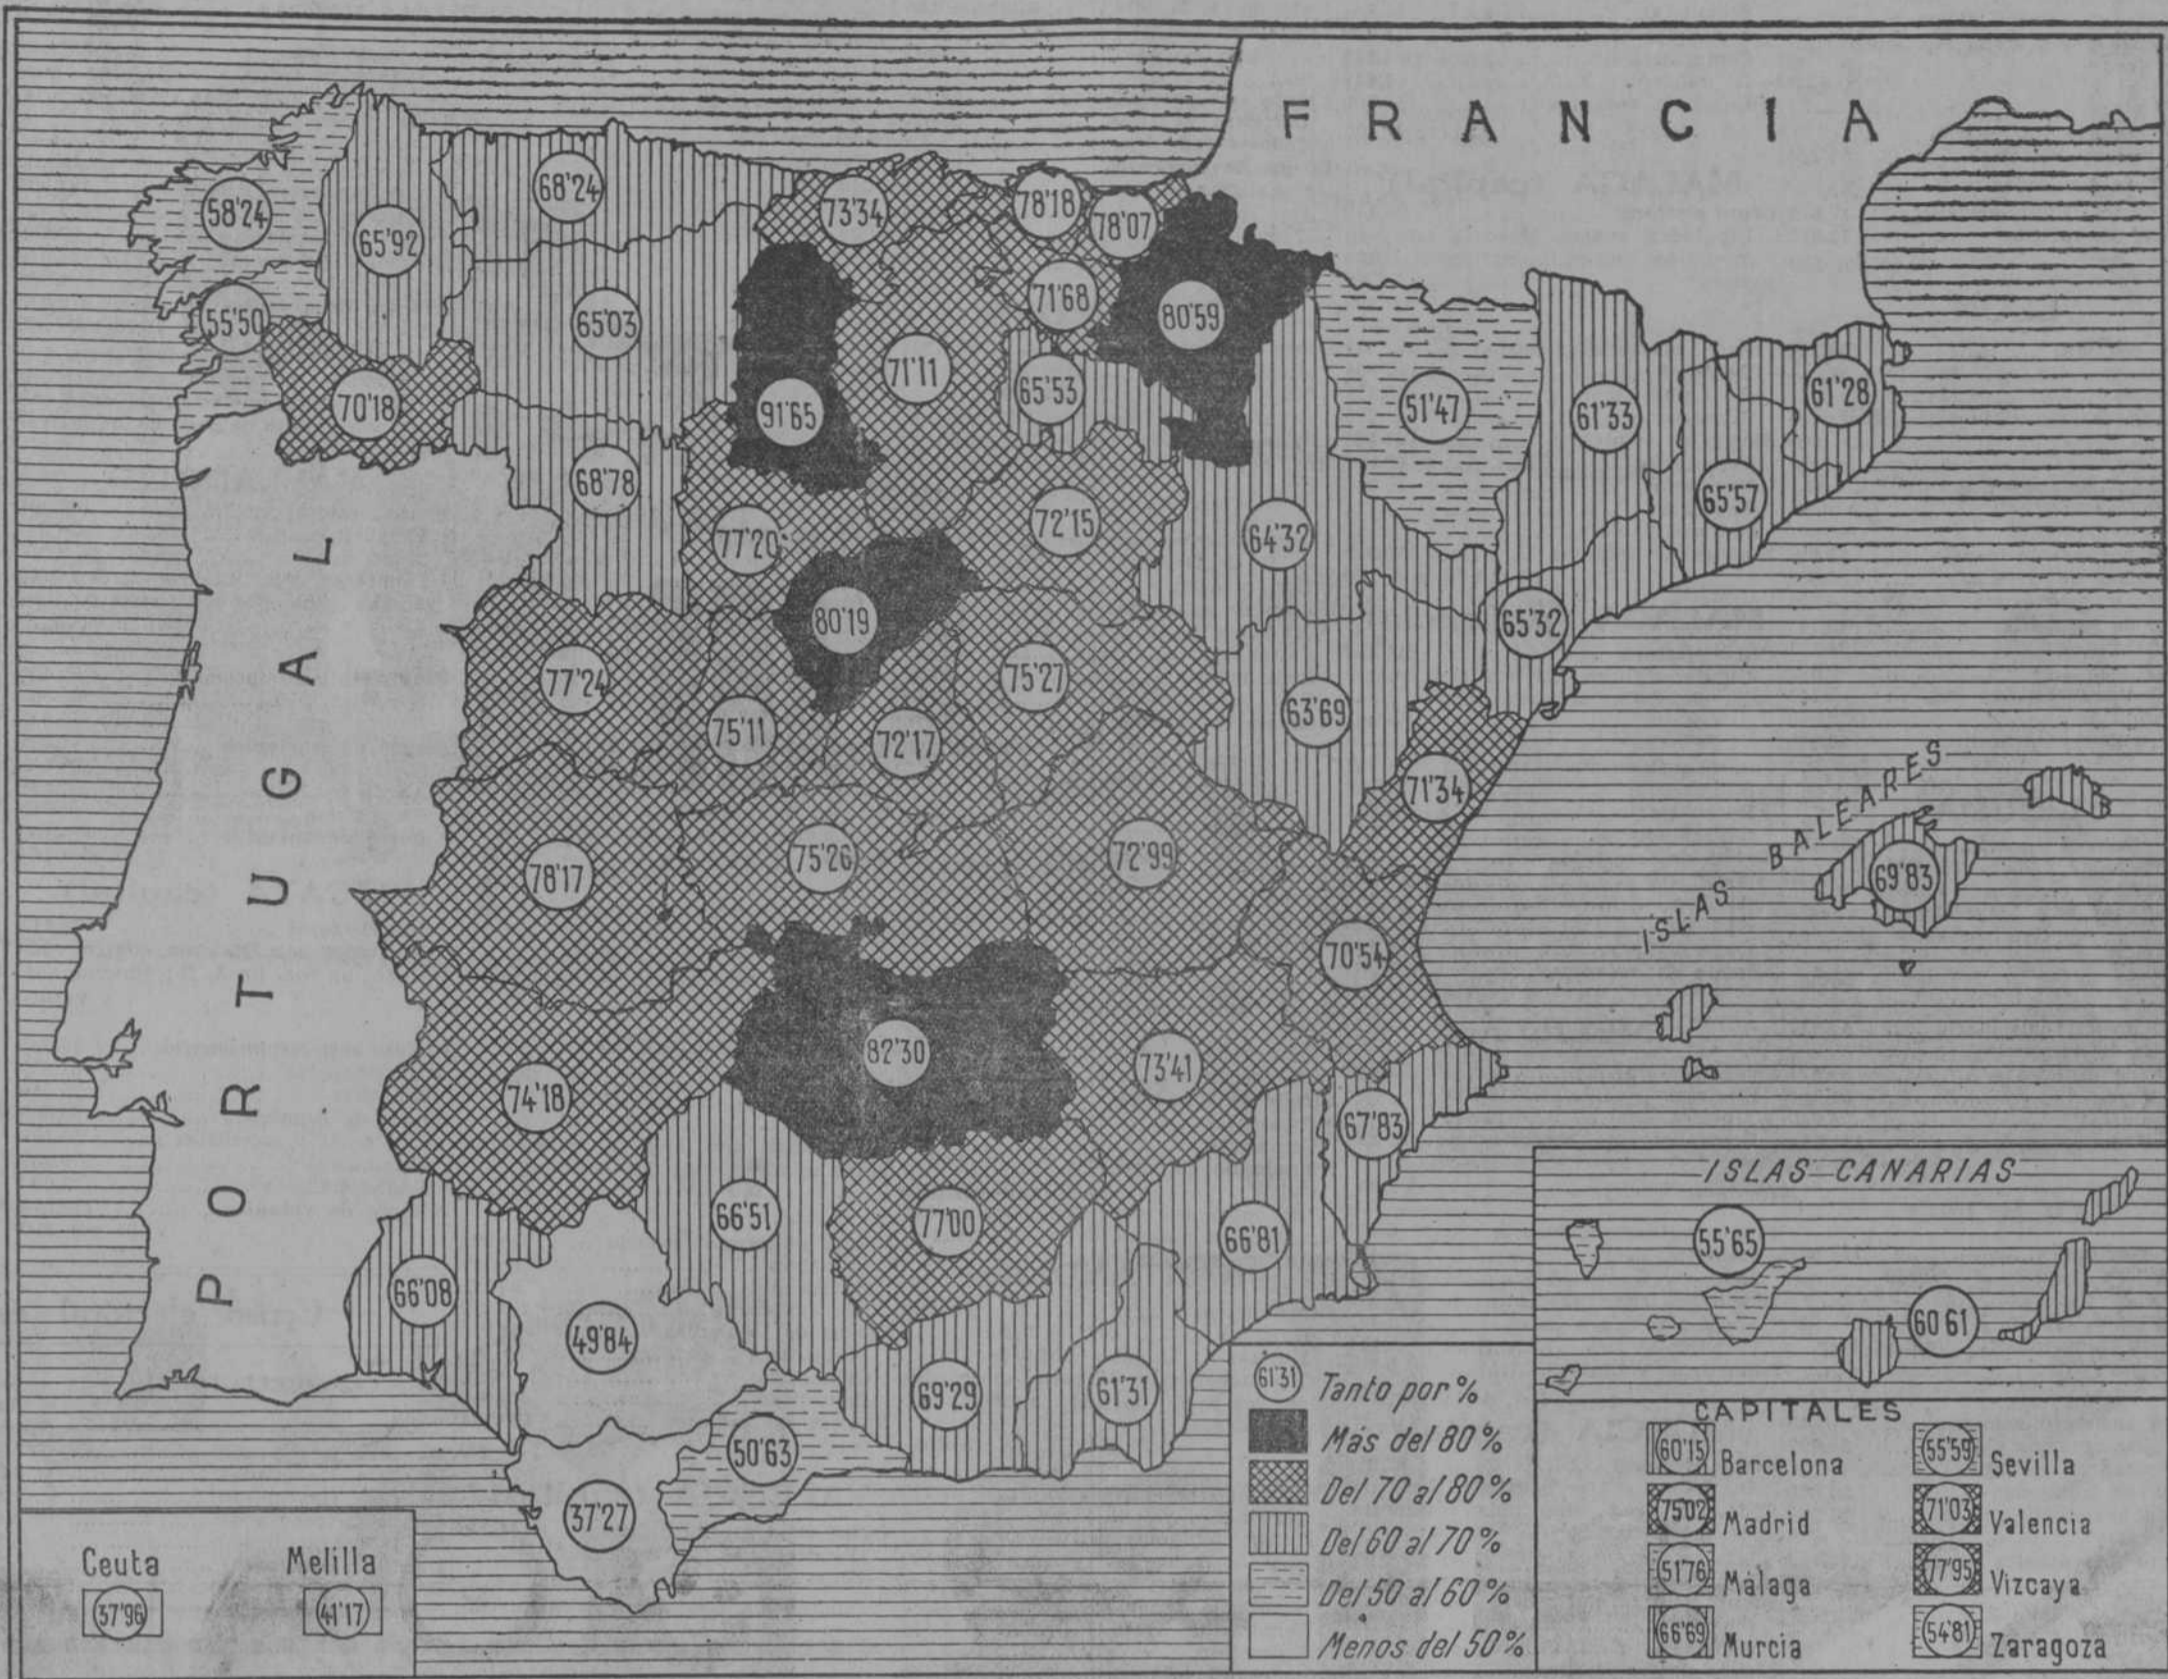 FRANCIA
PORTUGAL
58'24
65'92
68'24
73'34
78'18
78'07
55'50
65'03
71'68
80'59
70'18
91'65
71'11
65'53
51'47
61'33
61'28
68'78
77'20
72'15
64'32
65'57
80'19
65'32
77'24
75'11
72'17
75'27
63'69
71'34
78'17
75'26
72'99
70'54
ISLAS BALEARES
69'83
74'18
82'30
73'41
67'83
66'08
66'51
77'00
66'81
49'84
69'29
61'31
50'63
37'27
ISLAS CANARIAS
55'65
60'61
Ceuta
37'96
Melilla
41'17
61'31 Tanto por %
Más del 80%
Del 70 al 80%
Del 60 al 70%
Del 50 al 60%
Menos del 50%
CAPITALES
60'15 Barcelona
75'02 Madrid
51'76 Málaga
66'69 Murcia
55'59 Sevilla
71'03 Valencia
77'95 Vizcaya
54'81 Zaragoza